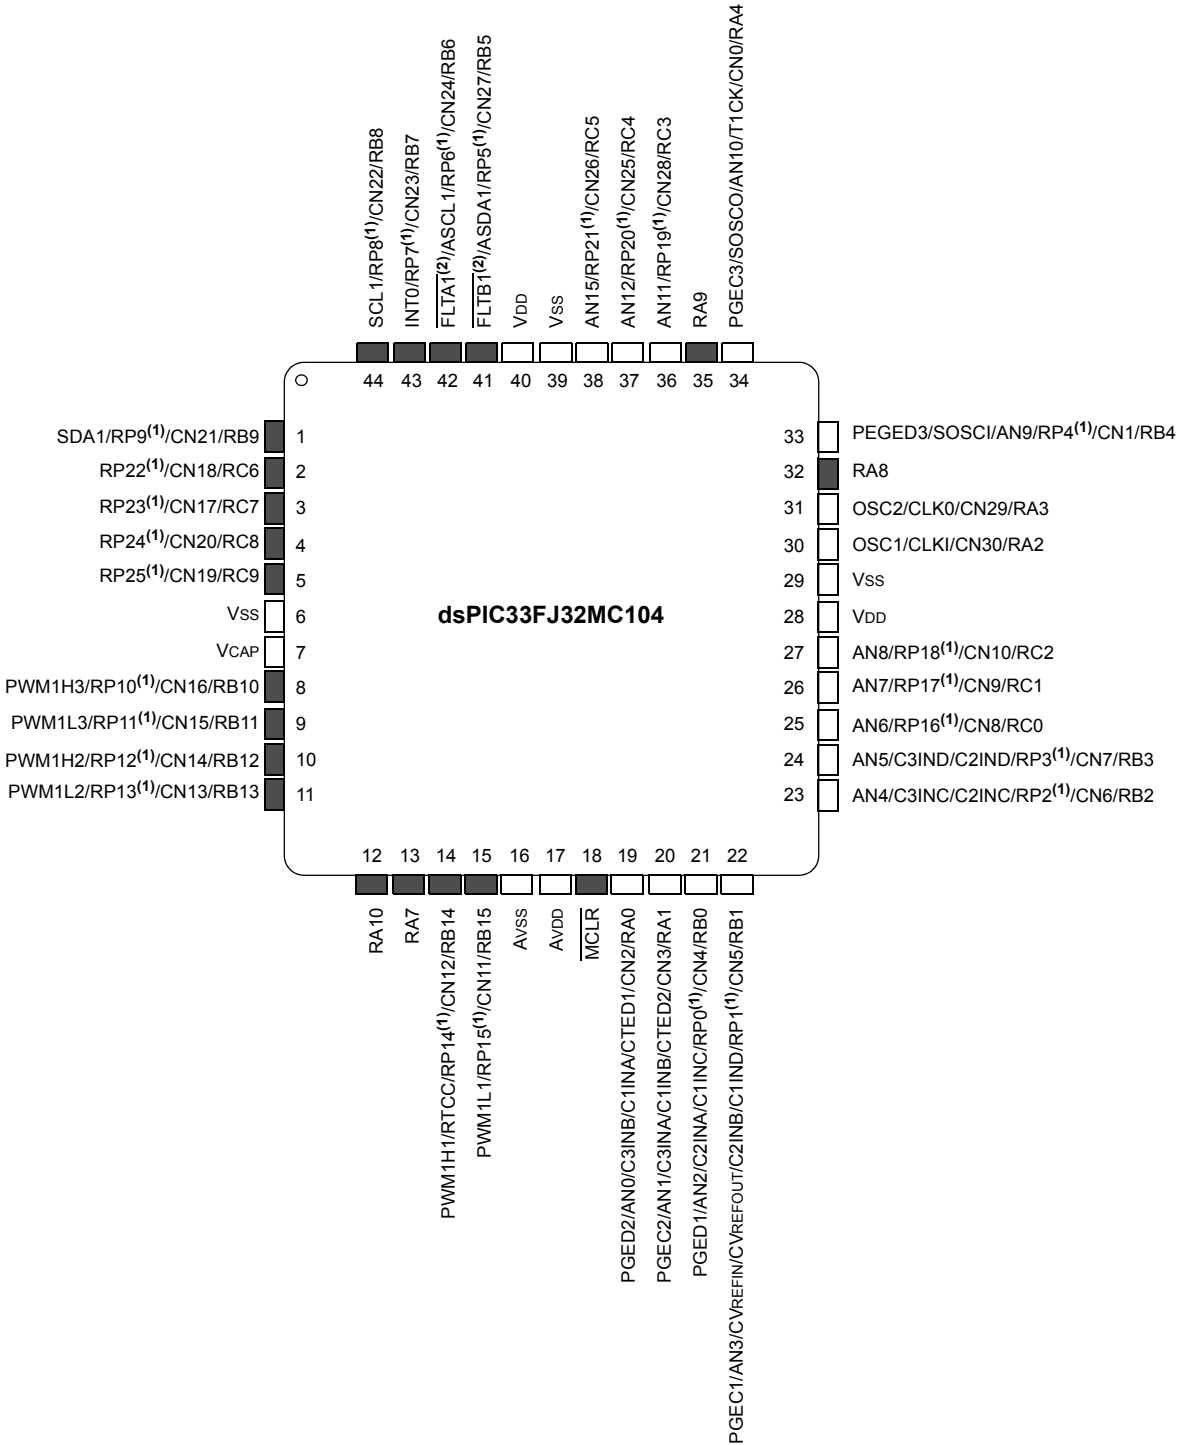 SCL1/RP8(1)/CN22/RB8
INT0/RP7(1)/CN23/RB7
FLTA1(2)/ASCL1/RP6(1)/CN24/RB6
FLTB1(2)/ASDA1/RP5(1)/CN27/RB5
VDD
VSS
AN15/RP21(1)/CN26/RC5
AN12/RP20(1)/CN25/RC4
AN11/RP19(1)/CN28/RC3
RA9
PGEC3/SOSCO/AN10/T1CK/CN0/RA4
44 43 42 41 40 39 38 37 36 35 34
SDA1/RP9(1)/CN21/RB9 1
RP22(1)/CN18/RC6 2
RP23(1)/CN17/RC7 3
RP24(1)/CN20/RC8 4
RP25(1)/CN19/RC9 5
VSS 6
VCAP 7
PWM1H3/RP10(1)/CN16/RB10 8
PWM1L3/RP11(1)/CN15/RB11 9
PWM1H2/RP12(1)/CN14/RB12 10
PWM1L2/RP13(1)/CN13/RB13 11
dsPIC33FJ32MC104
33 PEGED3/SOSCI/AN9/RP4(1)/CN1/RB4
32 RA8
31 OSC2/CLK0/CN29/RA3
30 OSC1/CLKI/CN30/RA2
29 VSS
28 VDD
27 AN8/RP18(1)/CN10/RC2
26 AN7/RP17(1)/CN9/RC1
25 AN6/RP16(1)/CN8/RC0
24 AN5/C3IND/C2IND/RP3(1)/CN7/RB3
23 AN4/C3INC/C2INC/RP2(1)/CN6/RB2
12 13 14 15 16 17 18 19 20 21 22
RA10
RA7
PWM1H1/RTCC/RP14(1)/CN12/RB14
PWM1L1/RP15(1)/CN11/RB15
AVSS
AVDD
MCLR
PGED2/AN0/C3INB/C1INA/CTED1/CN2/RA0
PGEC2/AN1/C3INA/C1INB/CTED2/CN3/RA1
PGED1/AN2/C2INA/C1INC/RP0(1)/CN4/RB0
PGEC1/AN3/CVREFIN/CVREFOUT/C2INB/C1IND/RP1(1)/CN5/RB1